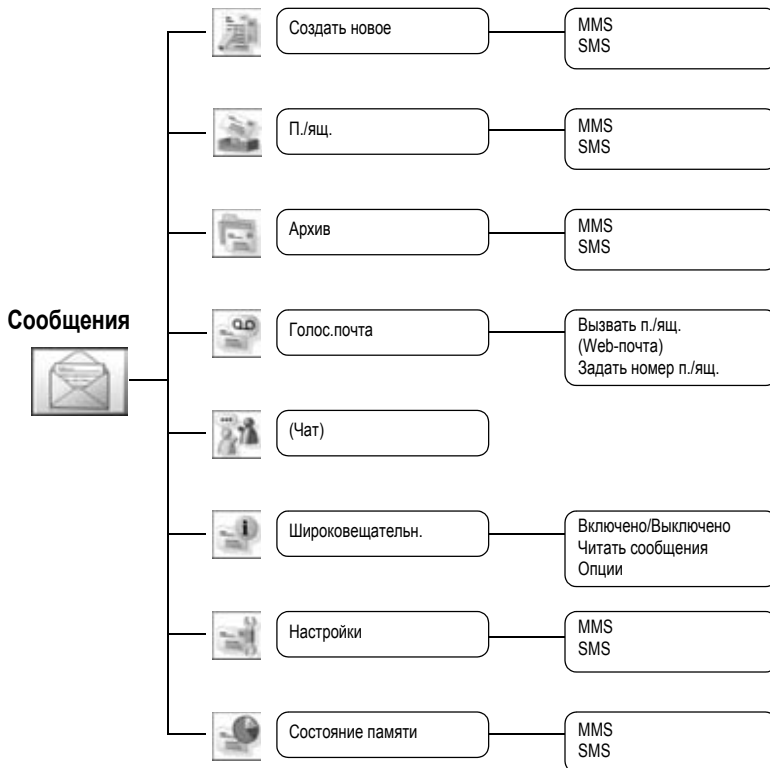 Создать новое
MMS
SMS
П./ящ.
MMS
SMS
Архив
MMS
SMS
Сообщения
Голос.почта
Вызвать п./ящ.
(Web-почта)
Задать номер п./ящ.
(Чат)
Широковещательн.
Включено/Выключено
Читать сообщения
Опции
Настройки
MMS
SMS
Состояние памяти
MMS
SMS